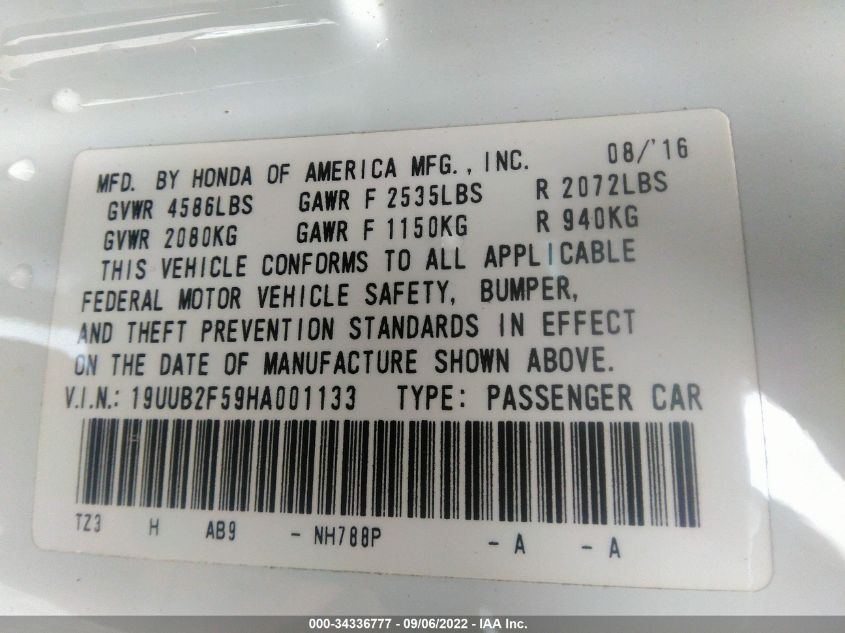 MFD. BY HONDA OF AMERICA MFG., INC. 08/'16
GVWR 4586LBS GAWR F 2535LBS R 2072LBS
GVWR 2080KG GAWR F 1150KG R 940KG
THIS VEHICLE CONFORMS TO ALL APPLICABLE
FEDERAL MOTOR VEHICLE SAFETY, BUMPER,
AND THEFT PREVENTION STANDARDS IN EFFECT
ON THE DATE OF MANUFACTURE SHOWN ABOVE.
V.I.N.: 19UUB2F59HA001133 TYPE: PASSENGER CAR
TZ3 H AB9 - NH788P - A - A
000-34336777 - 09/06/2022 - IAA Inc.